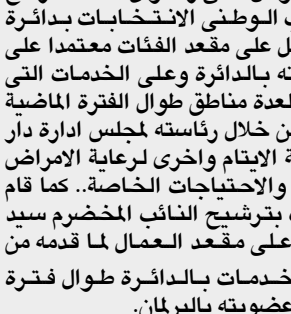 الوطنى الانتخابات بدائرة
ل على مقعد الفئات معتمدا على
ته بالدائرة وعلى الخدمات التى
لعدة مناطق طوال الفترة الماضية
ن خلال رئاسته لمجلس ادارة دار
ة الايتام واخرى لرعاية الامراض
والاحتياجات الخاصة.. كما قام
بترشيح النائب المخضرم سيد
على مقعد العمال لما قدمه من
خدمات بالدائرة طوال فترة
عضويته بالبرلمان.